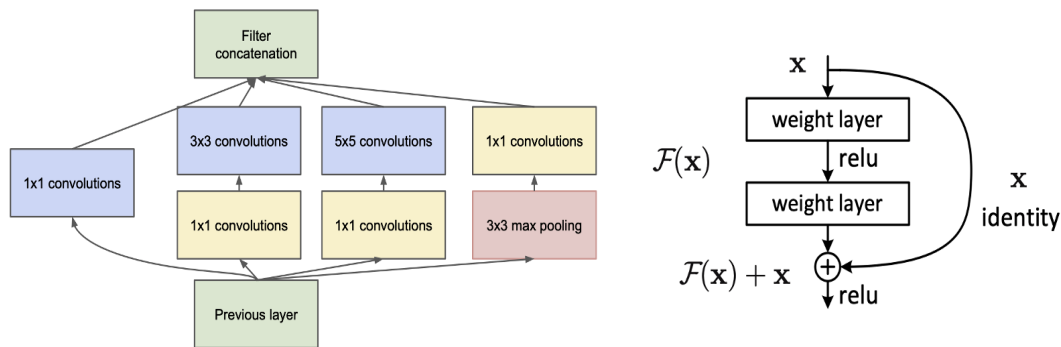 Filter
concatenation
3x3 convolutions
5x5 convolutions
1x1 convolutions
1x1 convolutions
1x1 convolutions
1x1 convolutions
3x3 max pooling
Previous layer
x
weight layer
relu
F(x)
weight layer
x
identity
F(x) + x
+
relu